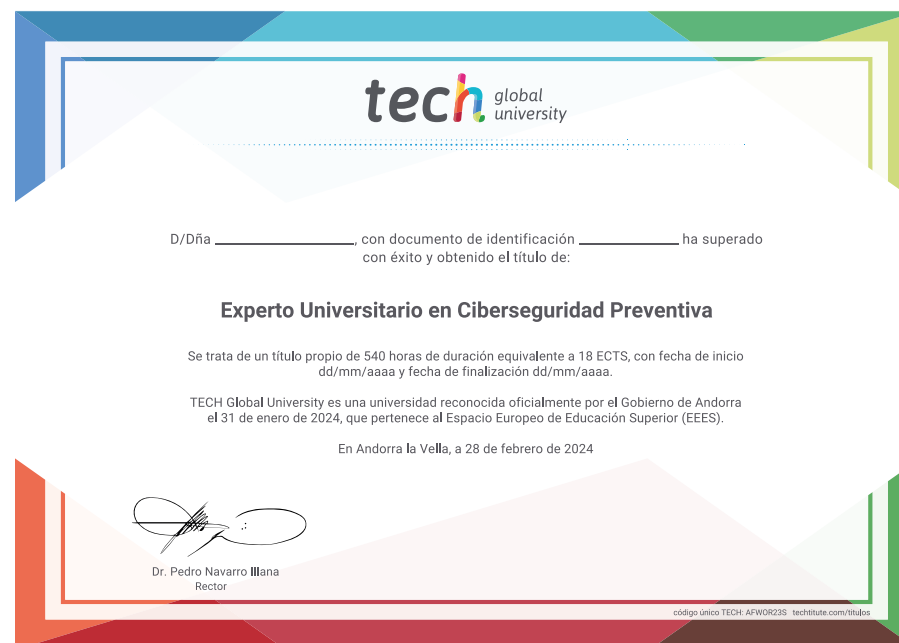 tech global university
D/Dña ____________________, con documento de identificación ______________ ha superado
con éxito y obtenido el título de:
Experto Universitario en Ciberseguridad Preventiva
Se trata de un título propio de 540 horas de duración equivalente a 18 ECTS, con fecha de inicio
dd/mm/aaaa y fecha de finalización dd/mm/aaaa.
TECH Global University es una universidad reconocida oficialmente por el Gobierno de Andorra
el 31 de enero de 2024, que pertenece al Espacio Europeo de Educación Superior (EEES).
En Andorra la Vella, a 28 de febrero de 2024
Dr. Pedro Navarro Illana
Rector
código único TECH: AFWOR23S techtitute.com/titulos